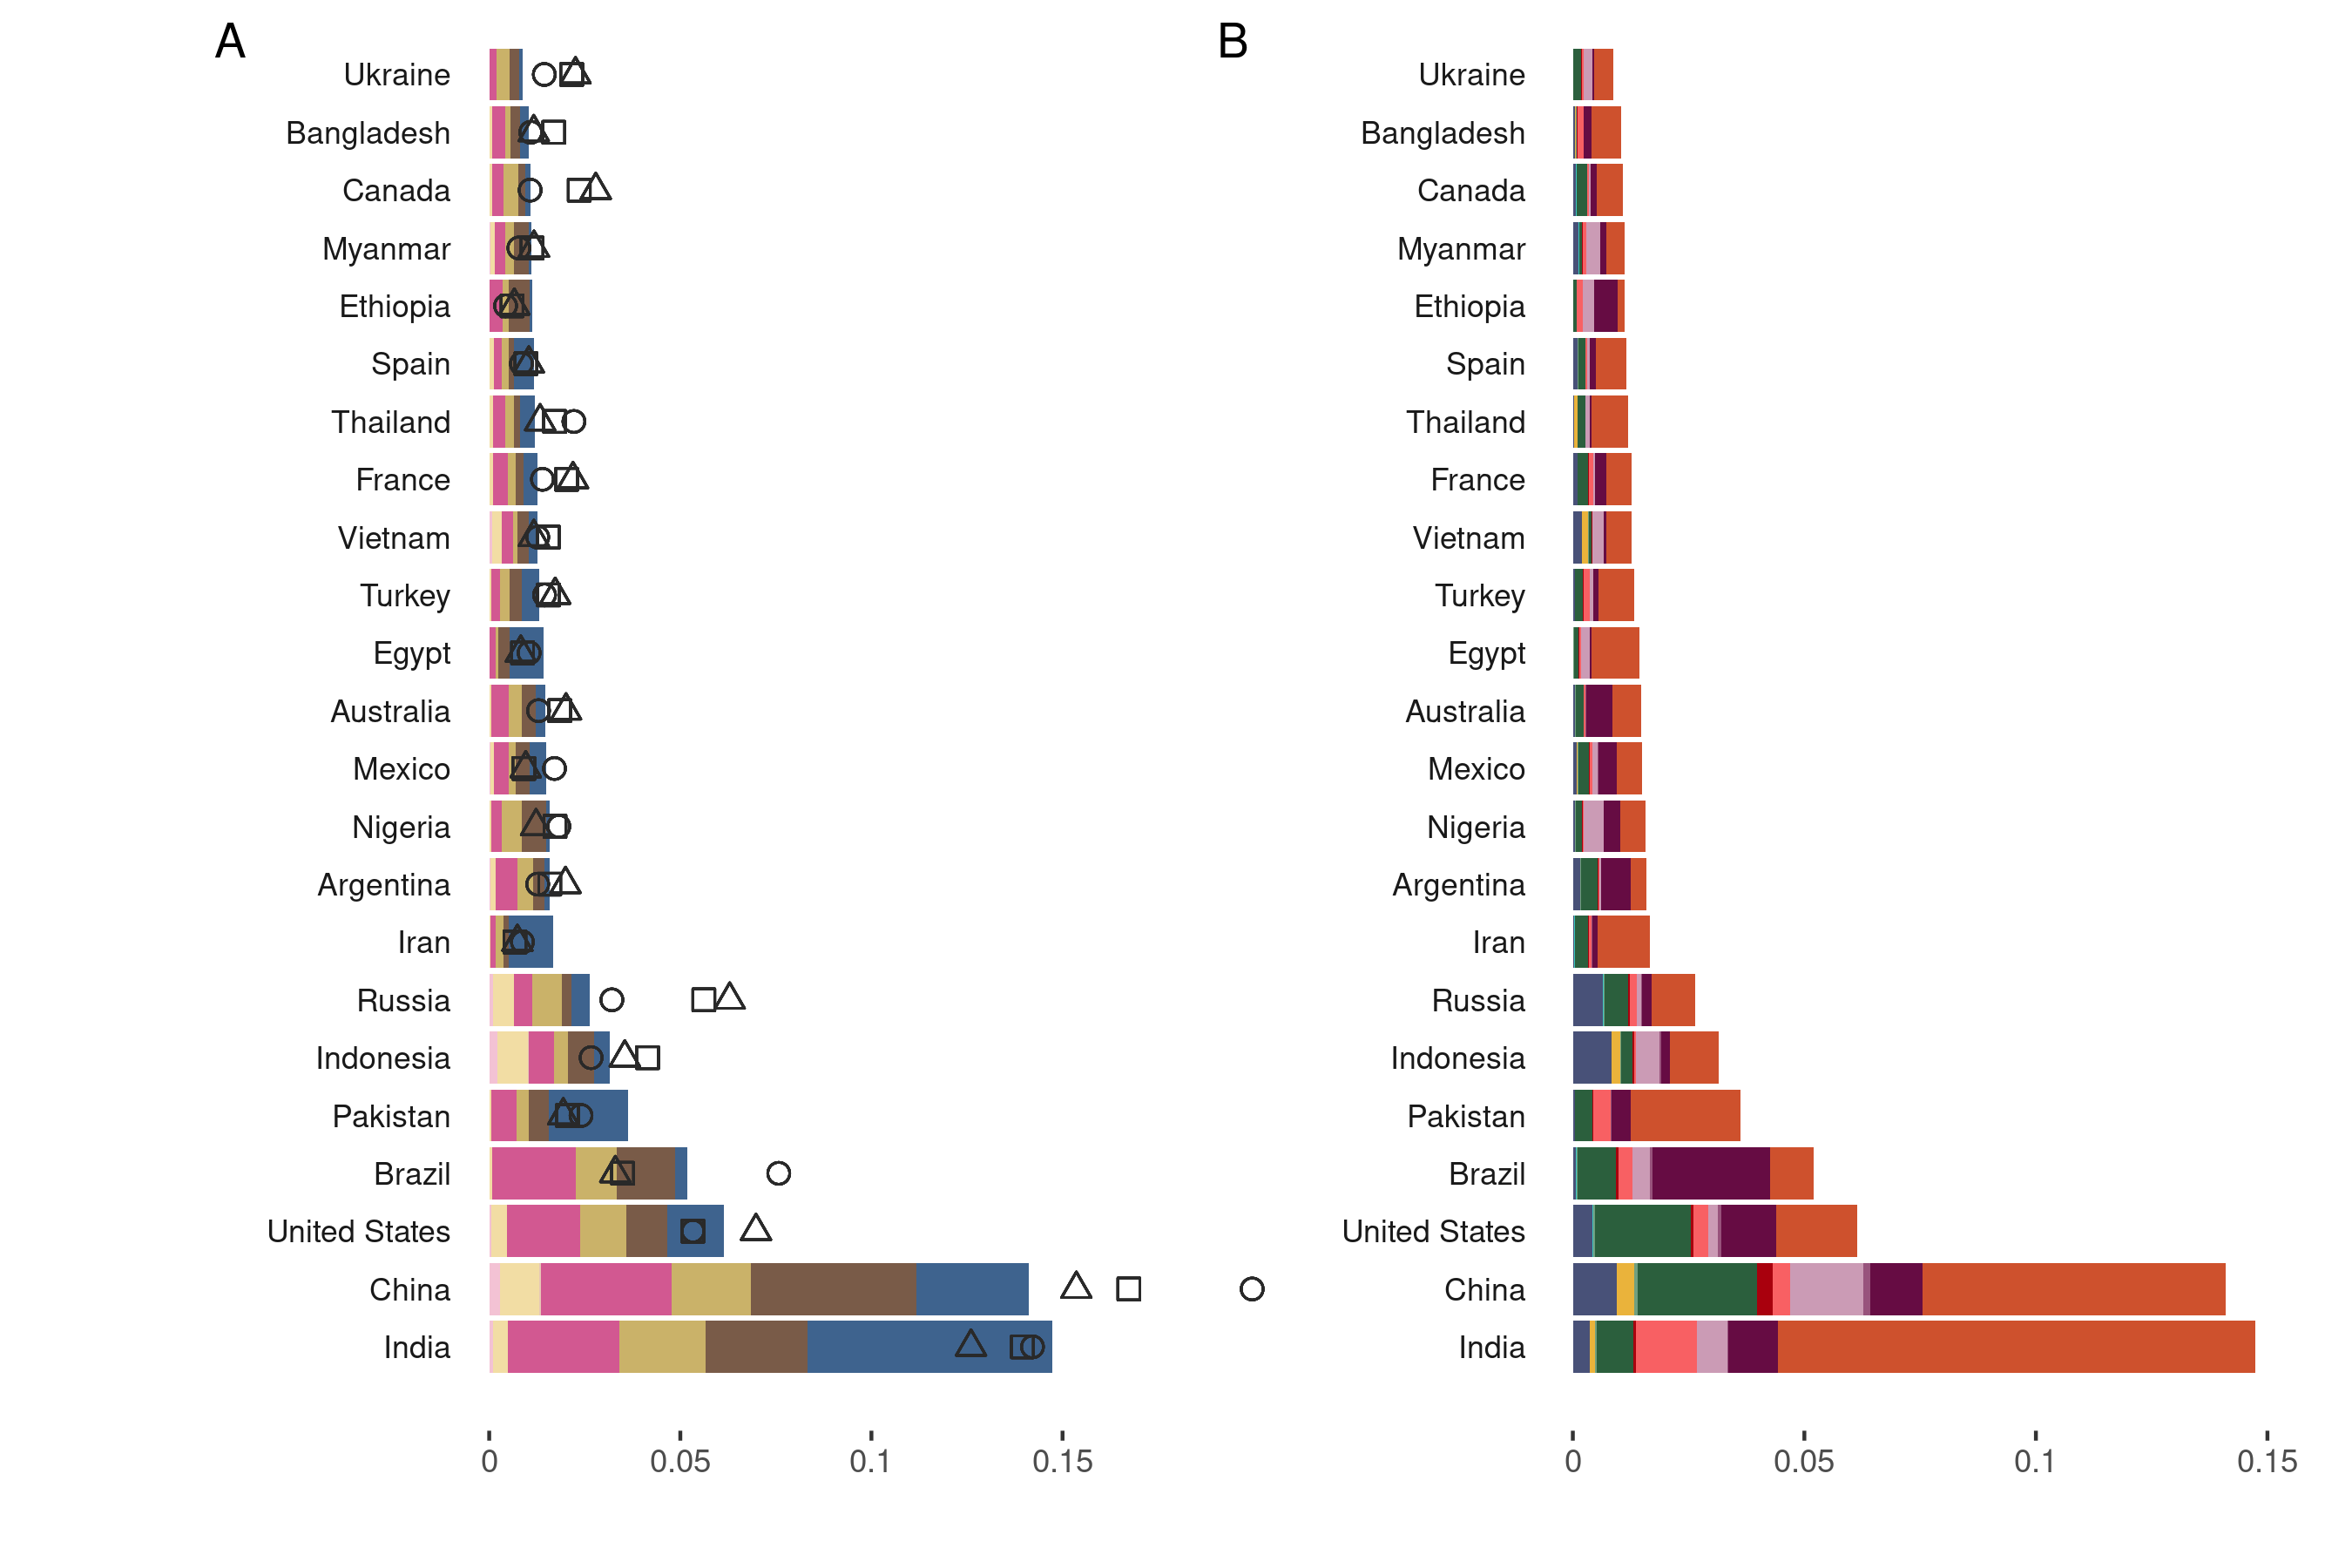 A
Ukraine
Bangladesh
Canada
Myanmar
Ethiopia
Spain
Thailand
France
Vietnam
Turkey
Egypt
Australia
Mexico
Nigeria
Argentina
Iran
Russia
Indonesia
Pakistan
Brazil
United States
China
India
0 0.05 0.1 0.15
B
Ukraine
Bangladesh
Canada
Myanmar
Ethiopia
Spain
Thailand
France
Vietnam
Turkey
Egypt
Australia
Mexico
Nigeria
Argentina
Iran
Russia
Indonesia
Pakistan
Brazil
United States
China
India
0 0.05 0.1 0.15